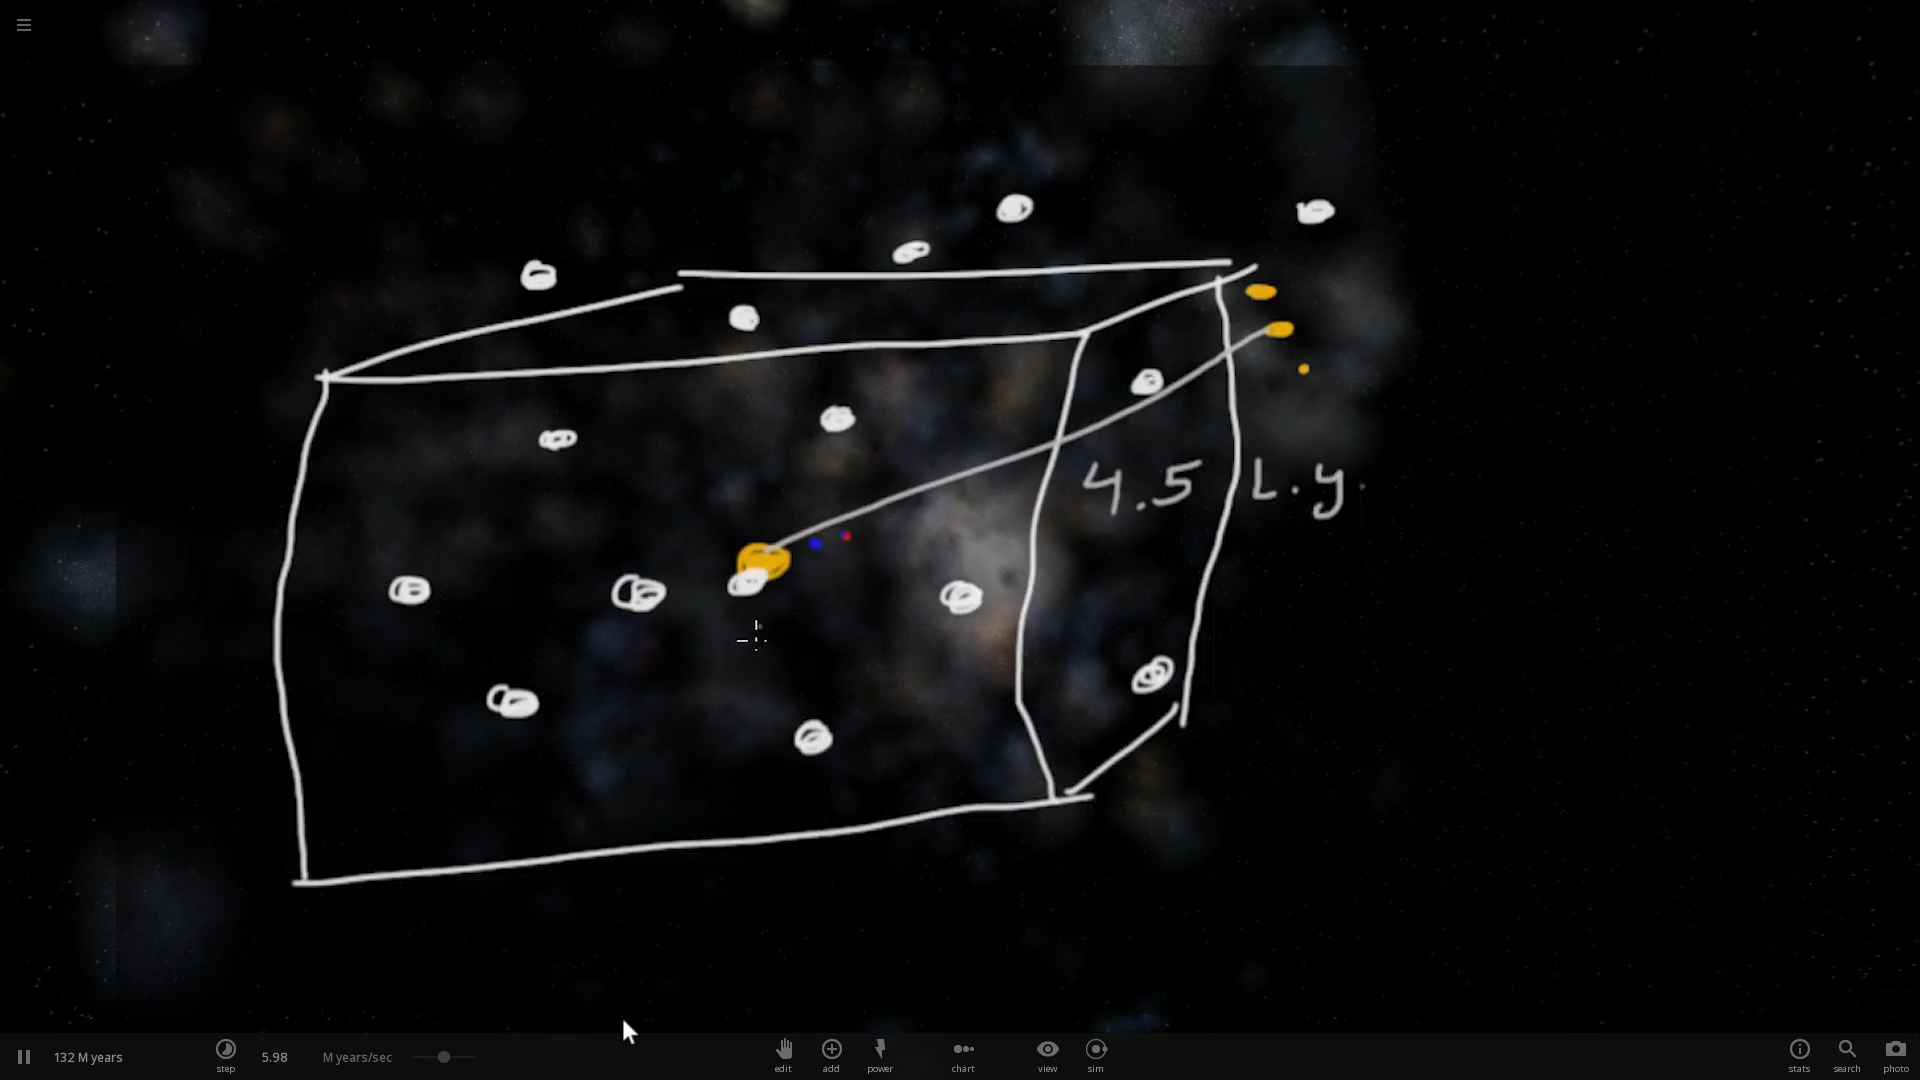 4.5 L.y.
132 M years
step
5.98 M years/sec
edit
add
power
chart
view
sim
stats
search
photo